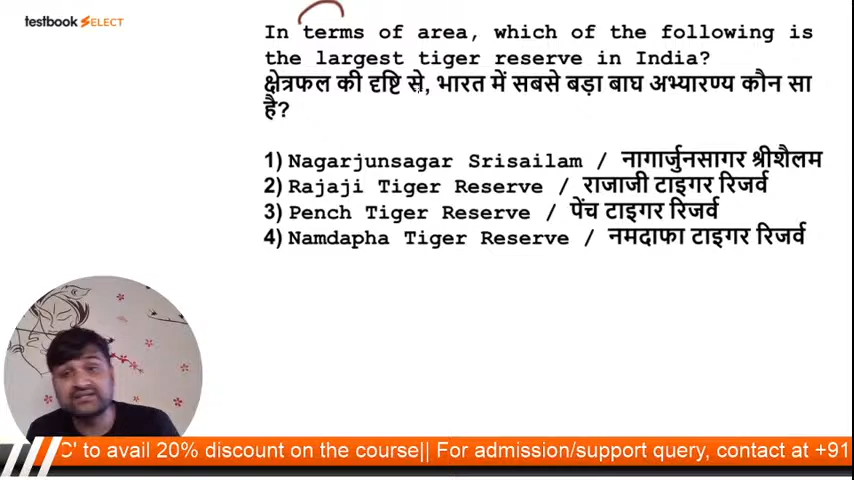 testbook SELECT
In terms of area, which of the following is
the largest tiger reserve in India?
क्षेत्रफल की दृष्टि से, भारत में सबसे बड़ा बाघ अभ्यारण्य कौन सा
है?
1) Nagarjunsagar Srisailam / नागार्जुनसागर श्रीशैलम
2) Rajaji Tiger Reserve / राजाजी टाइगर रिजर्व
3) Pench Tiger Reserve / पेंच टाइगर रिजर्व
4) Namdapha Tiger Reserve / नमदाफा टाइगर रिजर्व
C' to avail 20% discount on the course|| For admission/support query, contact at +91